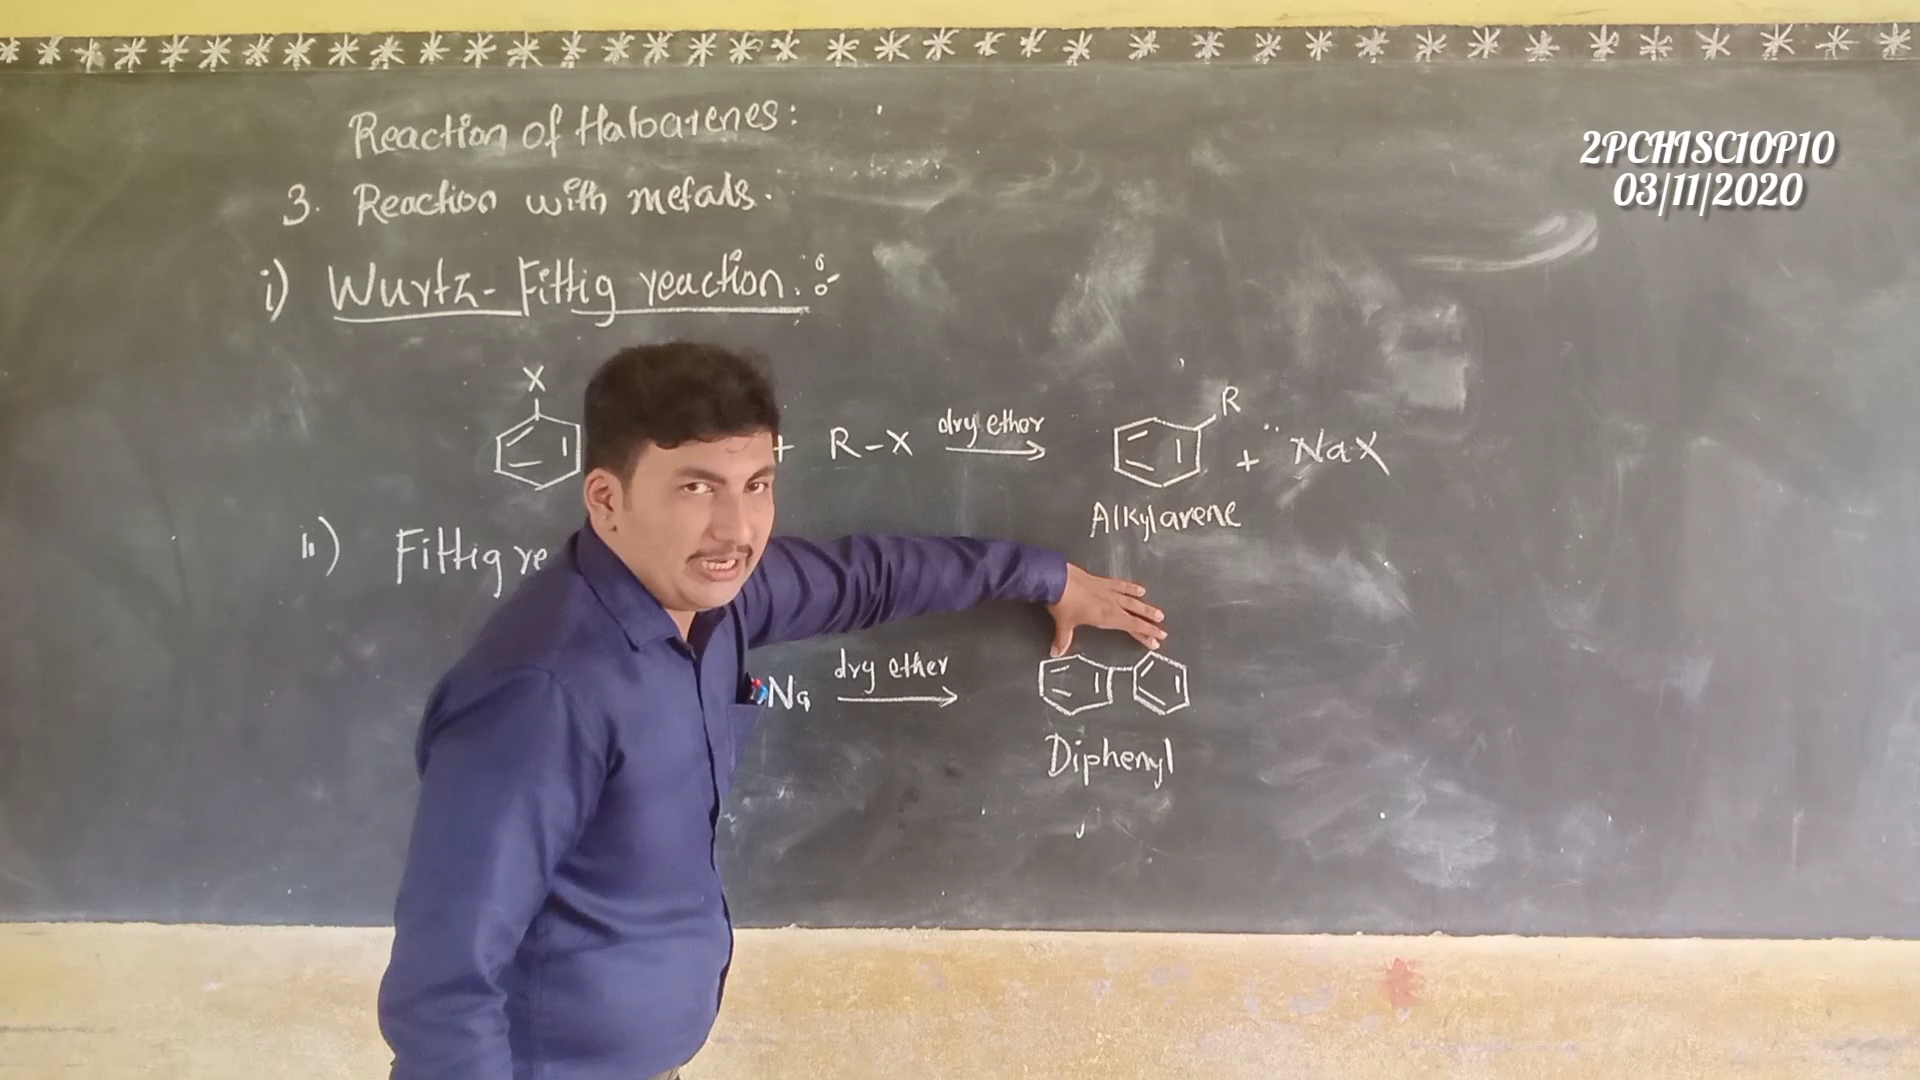 Reaction of Haloarenes:
2PCH1SC10P10
03/11/2020
3. Reaction with metals.
i) Wurtz-Fittig reaction :-
X
+ R-X dry ether R + NaX
Alkylarene
ii) Fittig re
Na dry ether
Diphenyl